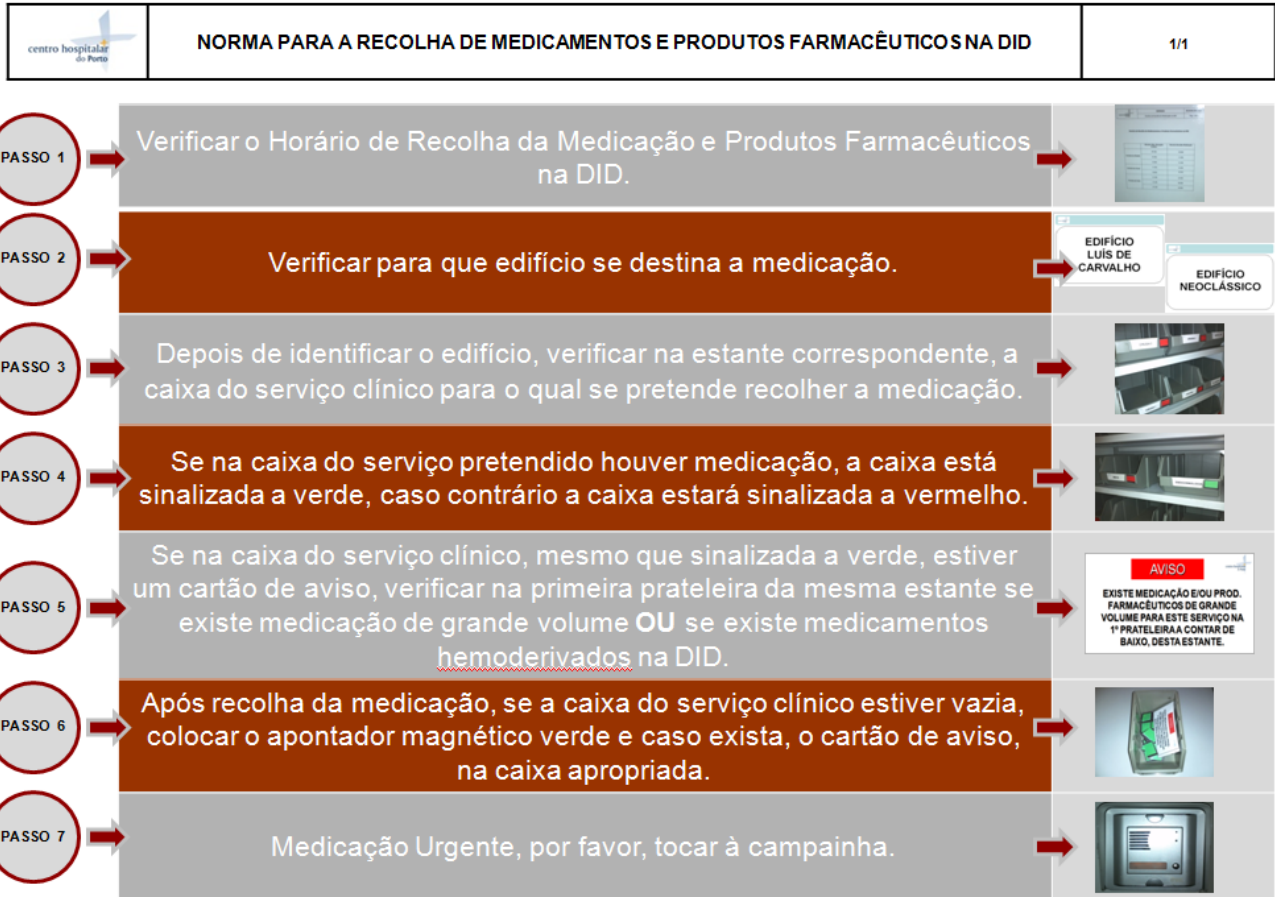 centro hospitalar
do Porto
NORMA PARA A RECOLHA DE MEDICAMENTOS E PRODUTOS FARMACÊUTICOS NA DID
1/1
PASSO 1
Verificar o Horário de Recolha da Medicação e Produtos Farmacêuticos
na DID.
PASSO 2
Verificar para que edifício se destina a medicação.
EDIFÍCIO
LUÍS DE
CARVALHO
EDIFÍCIO
NEOCLÁSSICO
PASSO 3
Depois de identificar o edifício, verificar na estante correspondente, a
caixa do serviço clínico para o qual se pretende recolher a medicação.
PASSO 4
Se na caixa do serviço pretendido houver medicação, a caixa está
sinalizada a verde, caso contrário a caixa estará sinalizada a vermelho.
PASSO 5
Se na caixa do serviço clínico, mesmo que sinalizada a verde, estiver
um cartão de aviso, verificar na primeira prateleira da mesma estante se
existe medicação de grande volume OU se existe medicamentos
hemoderivados na DID.
AVISO
EXISTE MEDICAÇÃO E/OU PROD.
FARMACÊUTICOS DE GRANDE
VOLUME PARA ESTE SERVIÇO NA
1ª PRATELEIRA A CONTAR DE
BAIXO, DESTA ESTANTE.
PASSO 6
Após recolha da medicação, se a caixa do serviço clínico estiver vazia,
colocar o apontador magnético verde e caso exista, o cartão de aviso,
na caixa apropriada.
PASSO 7
Medicação Urgente, por favor, tocar à campainha.